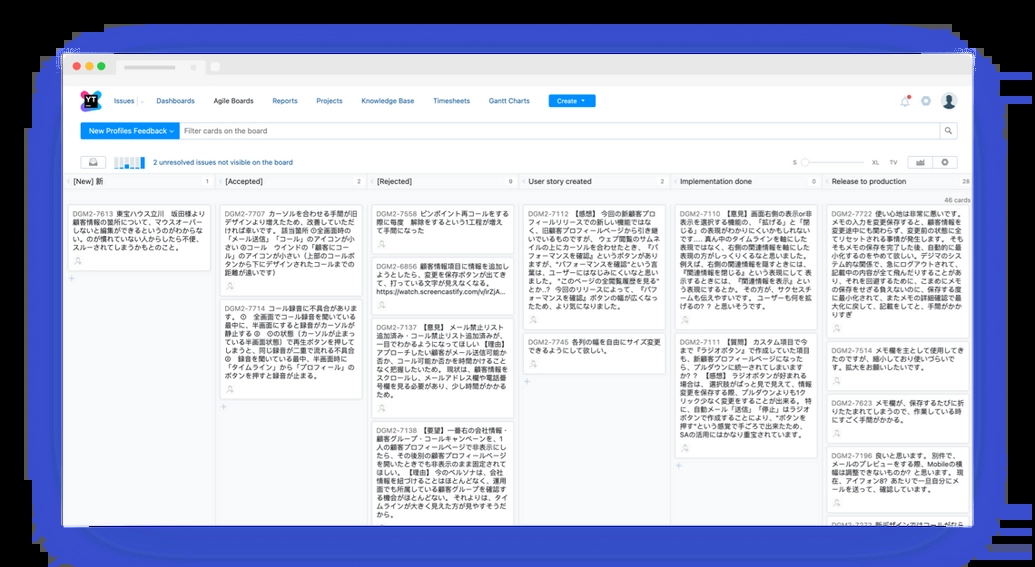 YT
Issues
Dashboards
Agile Boards
Reports
Projects
Knowledge Base
Timesheets
Gantt Charts
Create
New Profiles Feedback
Filter cards on the board
2 unresolved issues not visible on the board
S
XL
TV
[New] 新
1
[Accepted]
2
[Rejected]
9
User story created
2
Implementation done
0
Release to production
28
46 cards
DGM2-7613 東宝ハウス立川 坂田様より
顧客情報の箇所について、マウスオーバー
しないと編集ができるというのがわからな
い。のが慣れていない人からしたら不便、
スルーされてしまうかもとのこと。
DGM2-7707 カーソルを合わせる手間が旧
デザインより増えたため、改善していただ
ければ幸いです。 該当箇所 ⊙全画面時の
「メール送信」「コール」のアイコンが小
さい ⊙コール ウインドの「顧客にコー
ル」のアイコンが小さい(上部のコールボ
タンから下にデザインされたコールまでの
距離が遠いです)
DGM2-7714 コール録音に不具合がありま
全画面でコール録音を聞いている
最中に、半画面にすると録音がカーソルが
静止する
の状態(カーソルが止まっ
ている半画面状態)で再生ボタンを押して
しまうと、同じ録音が二重で流れる不具合
録音を聞いている最中、半画面時に
「タイムライン」から「プロフィール」の
ボタンを押すと録音が止まる。
DGM2-7558 ピンポイント再コールをする
際に毎度 解除をするという1工程が増え
て手間になった
DGM2-6856 顧客情報項目に情報を追加し
ようとしたら、変更を保存ボタンが出てき
て、打っている文字が見えなくなる。
DGM2-7137 【意見】 メール禁止リスト
追加済み・コール禁止リスト追加済みが、
一目でわかるようになってほしい 【理由】
アプローチしたい顧客がメール送信可能か
否か、コール可能か否かを時間かけること
なく把握したいため。 現状は、顧客情報を
スクロールし、メールアドレス欄や電話番
号欄を見る必要があり、少し時間がかかる
ため。
DGM2-7138 【要望】一番右の会社情報・
顧客グループ・コールキャンペーンを、1
人の顧客プロフィールページで非表示にし
たら、その後別の顧客プロフィールページ
を開いたときでも非表示のまま固定されて
ほしい。 【理由】 今のペルソナは、会社
情報を紐づけることはほとんどなく、運用
面でも所属している顧客グループを確認す
る機会がほとんどない。 それよりは、タイ
ムラインが大きく見えた方が見やすそうだ
から。
DGM2-7112 【感想】 今回の新顧客プロ
フィールリリースでの新しい機能ではな
く、旧顧客プロフィールページから引き継
いでいるものですが、 ウェブ閲覧のサムネ
イルの上にカーソルを合わせたとき、『パ
フォーマンスを確認』というボタンがあり
ますが、"パフォーマンスを確認"という言
葉は、ユーザーにはなじみにくいなと思い
ました。 "このページの全閲覧履歴を見る"
とか..? 今回のリリースによって、『パフ
ォーマンスを確認』ボタンの幅が広くなっ
たため、より気になりました。
DGM2-7745 各列の幅を自由にサイズ変更
できるようにして欲しい。
DGM2-7110 【意見】画面右側の表示or非
表示を選択する機能の、「拡げる」と「閉
じる」の表現がわかりにくいかもしれない
です.... 真ん中のタイムラインを軸にした
表現ではなく、右側の関連情報を軸にした
表現の方がしっくりくるなと思いました。
例えば、右側の関連情報を隠すときには、
『関連情報を閉じる』という表現にして 表
示するときには、『関連情報を表示』とい
う表現にするとか。 その方が、サクセスチ
ームも伝えやすいです。 ユーザーも何を拡
げるの? ? と思いそうです。
DGM2-7111 【質問】 カスタム項目で今
まで『ラジオボタン』で作成していた項目
も、新顧客プロフィールページになった
ら、プルダウンに統一されてしまいます
か? ? 【感想】 ラジオボタンが好まれる
場合は、 選択肢がぱっと見で見えて、情報
変更を保存する際、プルダウンよりも1ク
リック少なく変更をすることが出来る。 特
に、自動メール「送信」「停止」はラジオ
ボタンで作成することにより、"ボタンを
押す"という感覚で手ごろで出来たため、
SAの活用にはかなり重宝されています。
DGM2-7722 使い心地は非常に悪いです。
メモの入力を変更保存すると、顧客情報を
変更途中にも関わらず、変更前の状態に全
てリセットされる事情が発生します。 そも
そもメモの保存を完了した後、自動的に最
小化するのをやめて欲しい。デジマのシス
テム的な関係で、急にログアウトされて、
記載中の内容が全て飛んだりすることがあ
り、それを回避するために、こまめにメモ
の保存をせざる負えないのに、保存する度
に最小化されて、またメモの詳細確認で最
大化に戻して、記載をしてと、手間がかか
りすぎ
DGM2-7514 メモ欄を主として使用してき
たのですが、縮小しており使いづらいで
す。拡大をお願いしたいです。
DGM2-7623 メモ欄が、保存するたびに折
りたたまれてしまうので、作業している時
にすごく手間がかかる。
DGM2-7196 良いと思います。 別件で、
メールのプレビューをする際、Mobileの横
幅は調整できないものか? と思います。 現
在、アイフォン8? あたりで一旦自分にメ
ールを送って、確認しています。